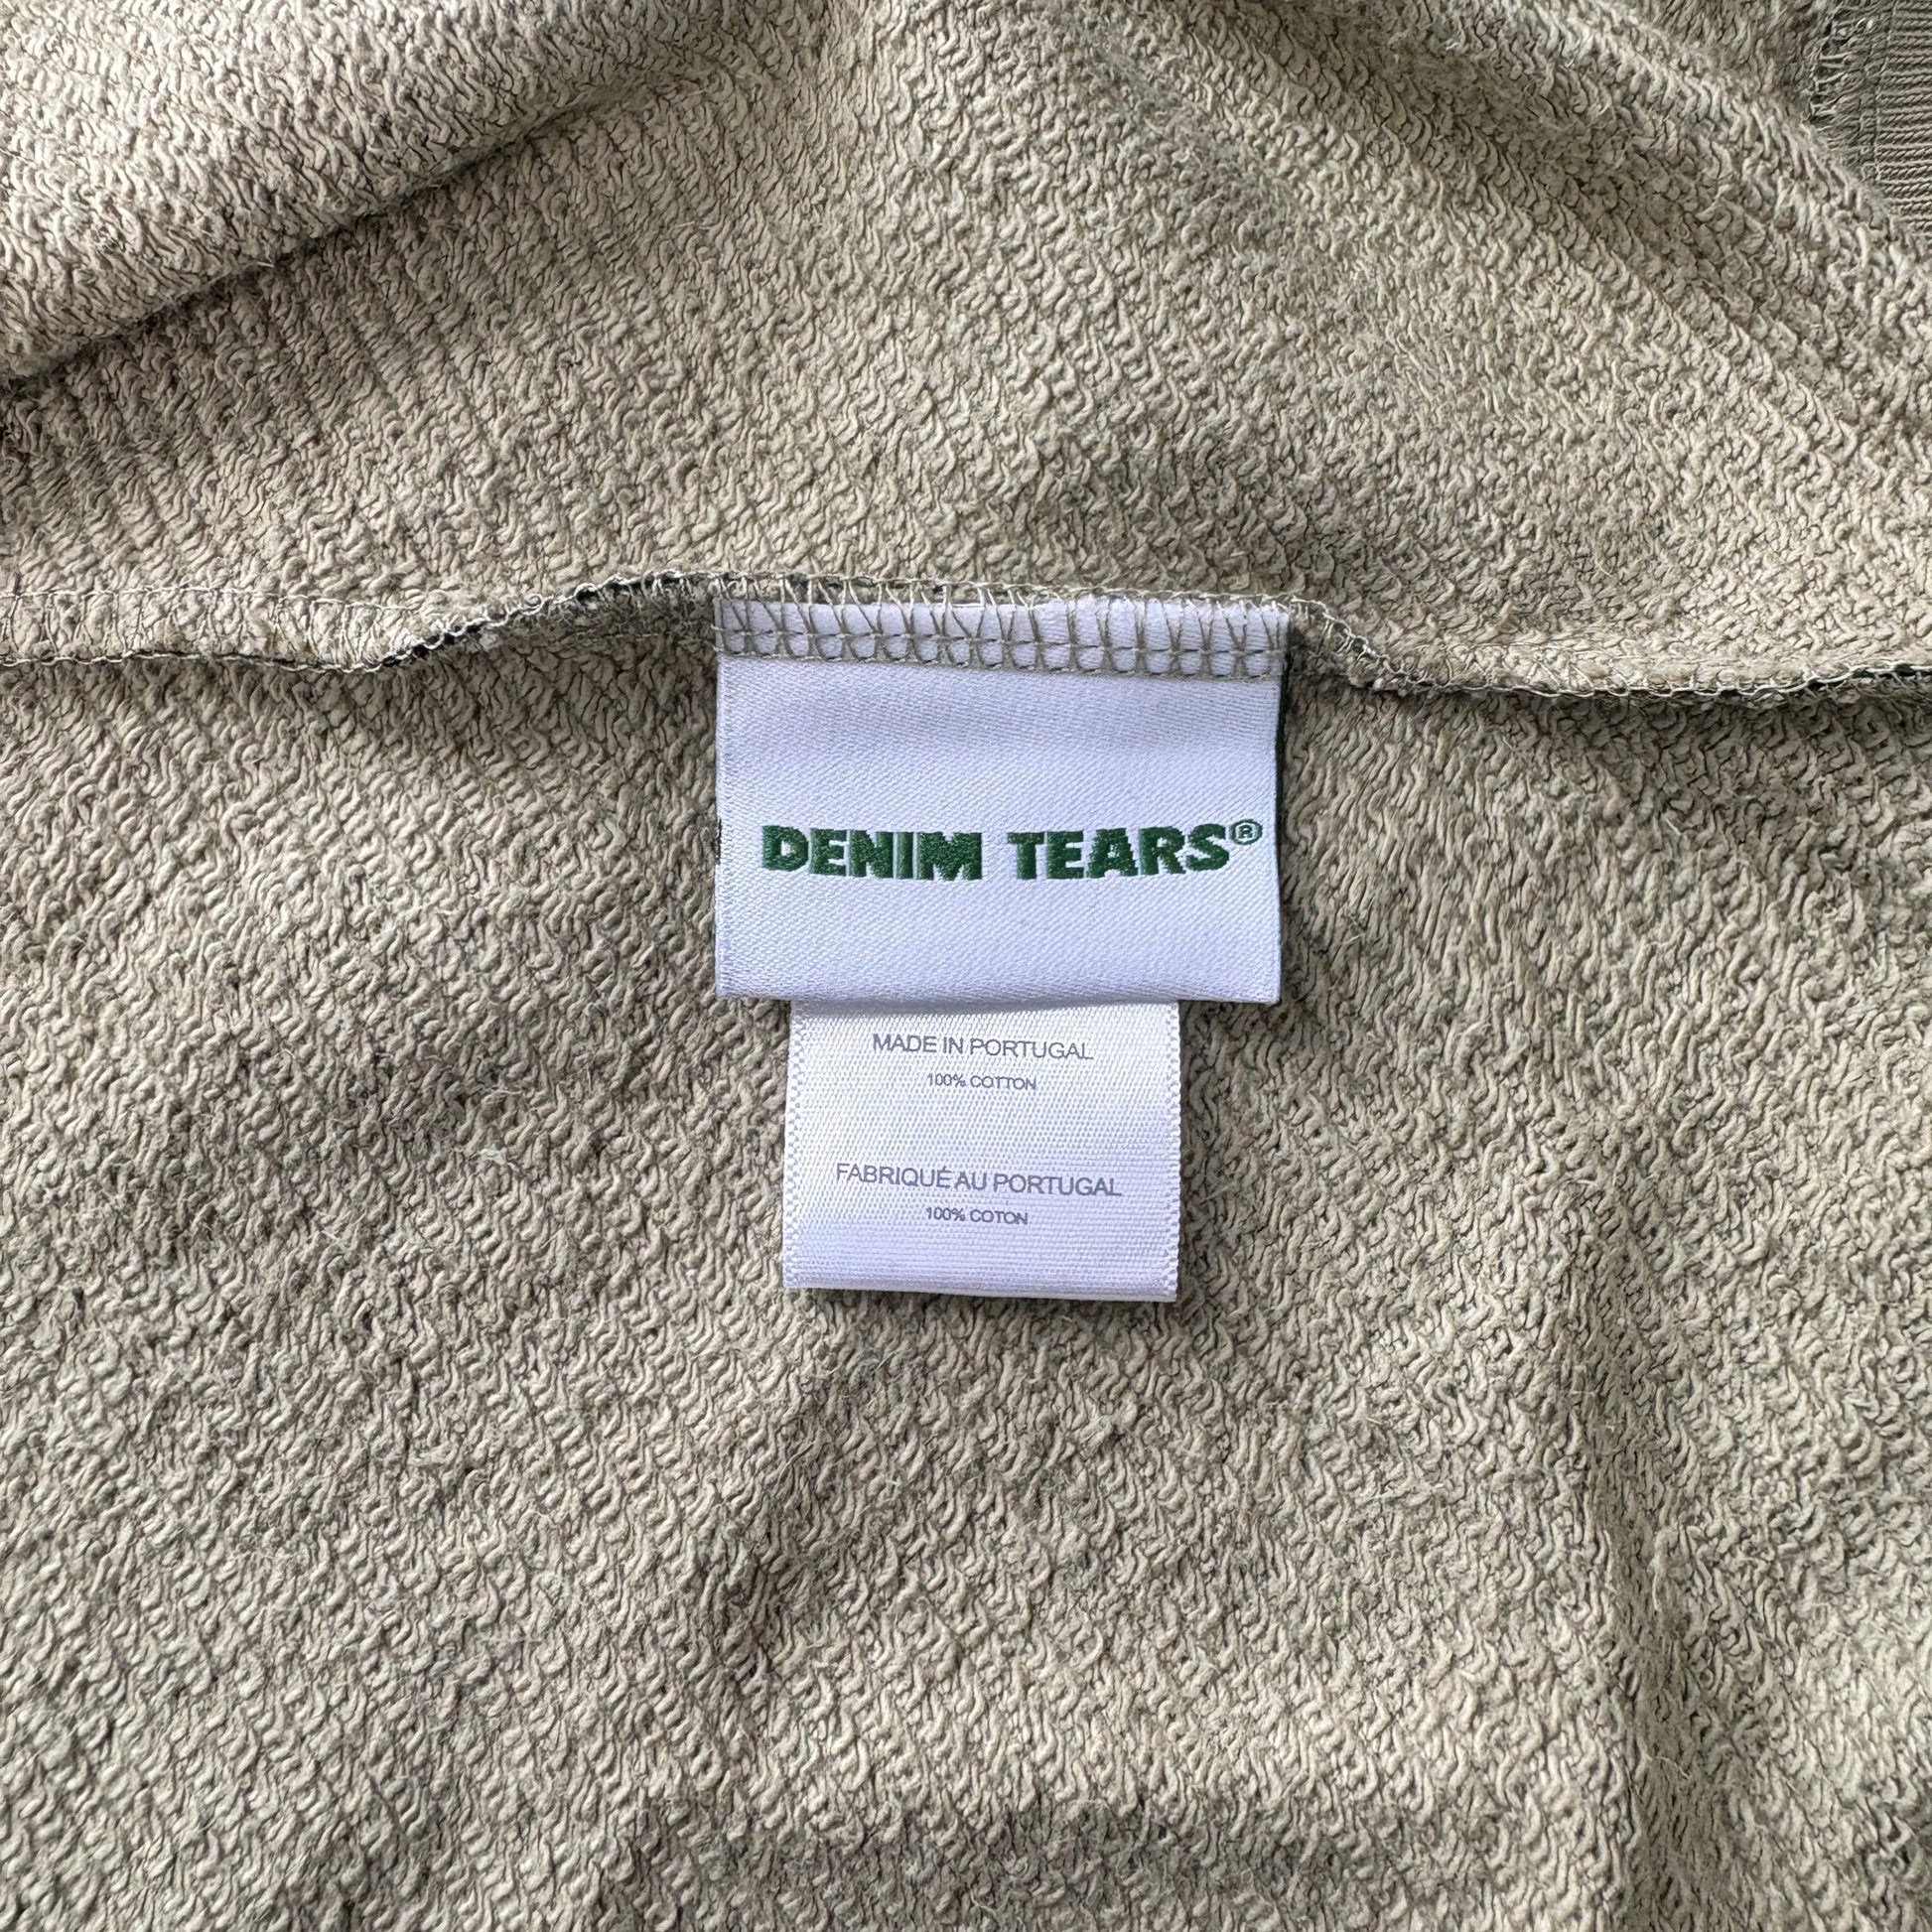 DENIM TEARS®
MADE IN PORTUGAL
100% COTTON
FABRIQUÉ AU PORTUGAL
100% COTON